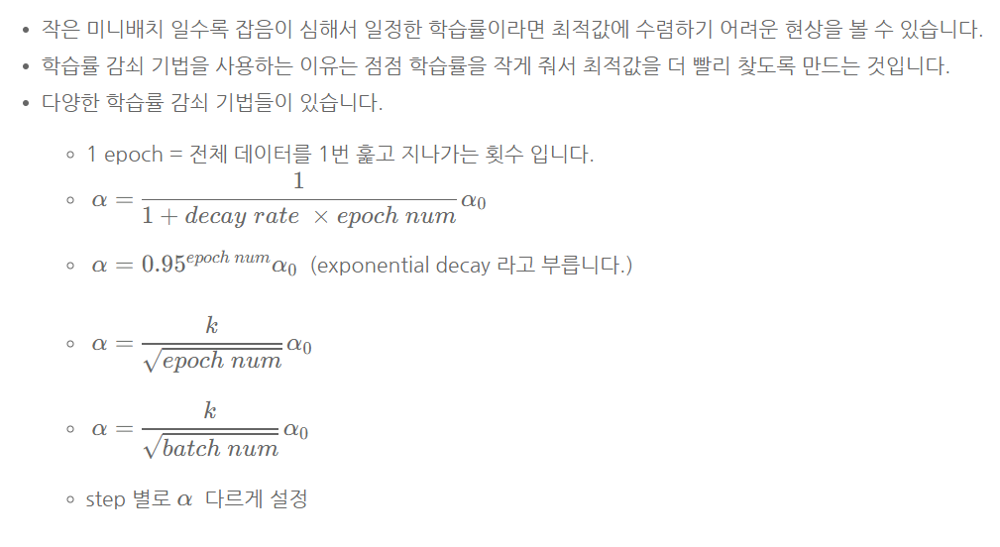 • 작은 미니배치 일수록 잡음이 심해서 일정한 학습률이라면 최적값에 수렴하기 어려운 현상을 볼 수 있습니다.
• 학습률 감쇠 기법을 사용하는 이유는 점점 학습률을 작게 줘서 최적값을 더 빨리 찾도록 만드는 것입니다.
• 다양한 학습률 감쇠 기법들이 있습니다.
◦ 1 epoch = 전체 데이터를 1번 훑고 지나가는 횟수 입니다.
◦ $\alpha = \frac{1}{1 + decay\ rate\ \times epoch\ num}\alpha_0$
◦ $\alpha = 0.95^{epoch\ num}\alpha_0$ (exponential decay 라고 부릅니다.)
◦ $\alpha = \frac{k}{\sqrt{epoch\ num}}\alpha_0$
◦ $\alpha = \frac{k}{\sqrt{batch\ num}}\alpha_0$
◦ step 별로 $\alpha$ 다르게 설정